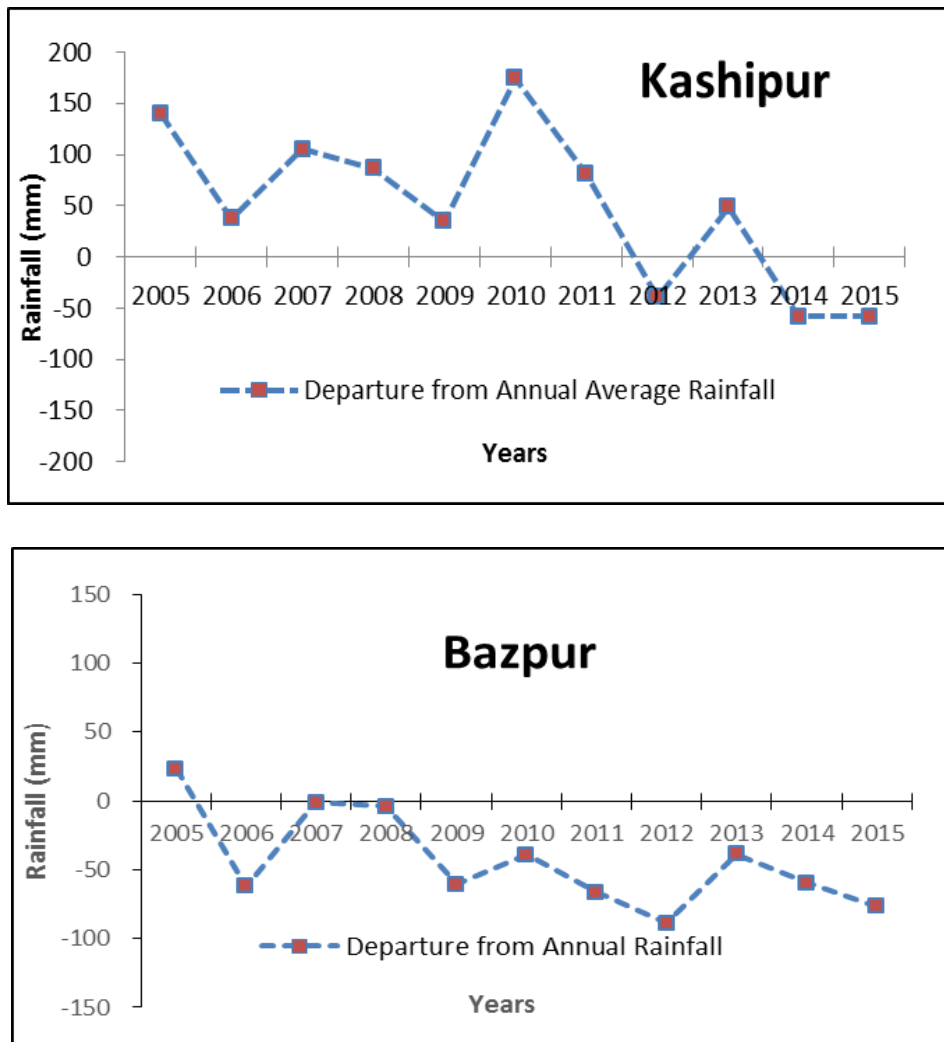 Kashipur
Rainfall (mm)
200
150
100
50
0
-50
-100
-150
-200
2005 2006 2007 2008 2009 2010 2011 2012 2013 2014 2015
Departure from Annual Average Rainfall
Years
Bazpur
Rainfall (mm)
150
100
50
0
-50
-100
-150
2005 2006 2007 2008 2009 2010 2011 2012 2013 2014 2015
Departure from Annual Rainfall
Years